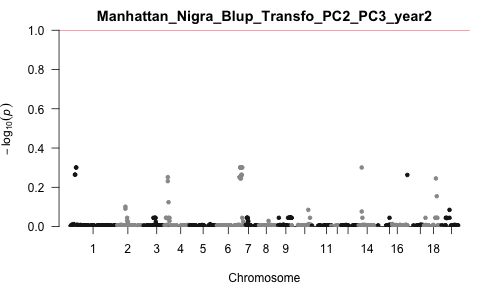 Manhattan_Nigra_Blup_Transfo_PC2_PC3_year2
− log₁₀(p)
1.0
0.8
0.6
0.4
0.2
0.0
1 2 3 4 5 6 7 8 9 11 14 16 18
Chromosome